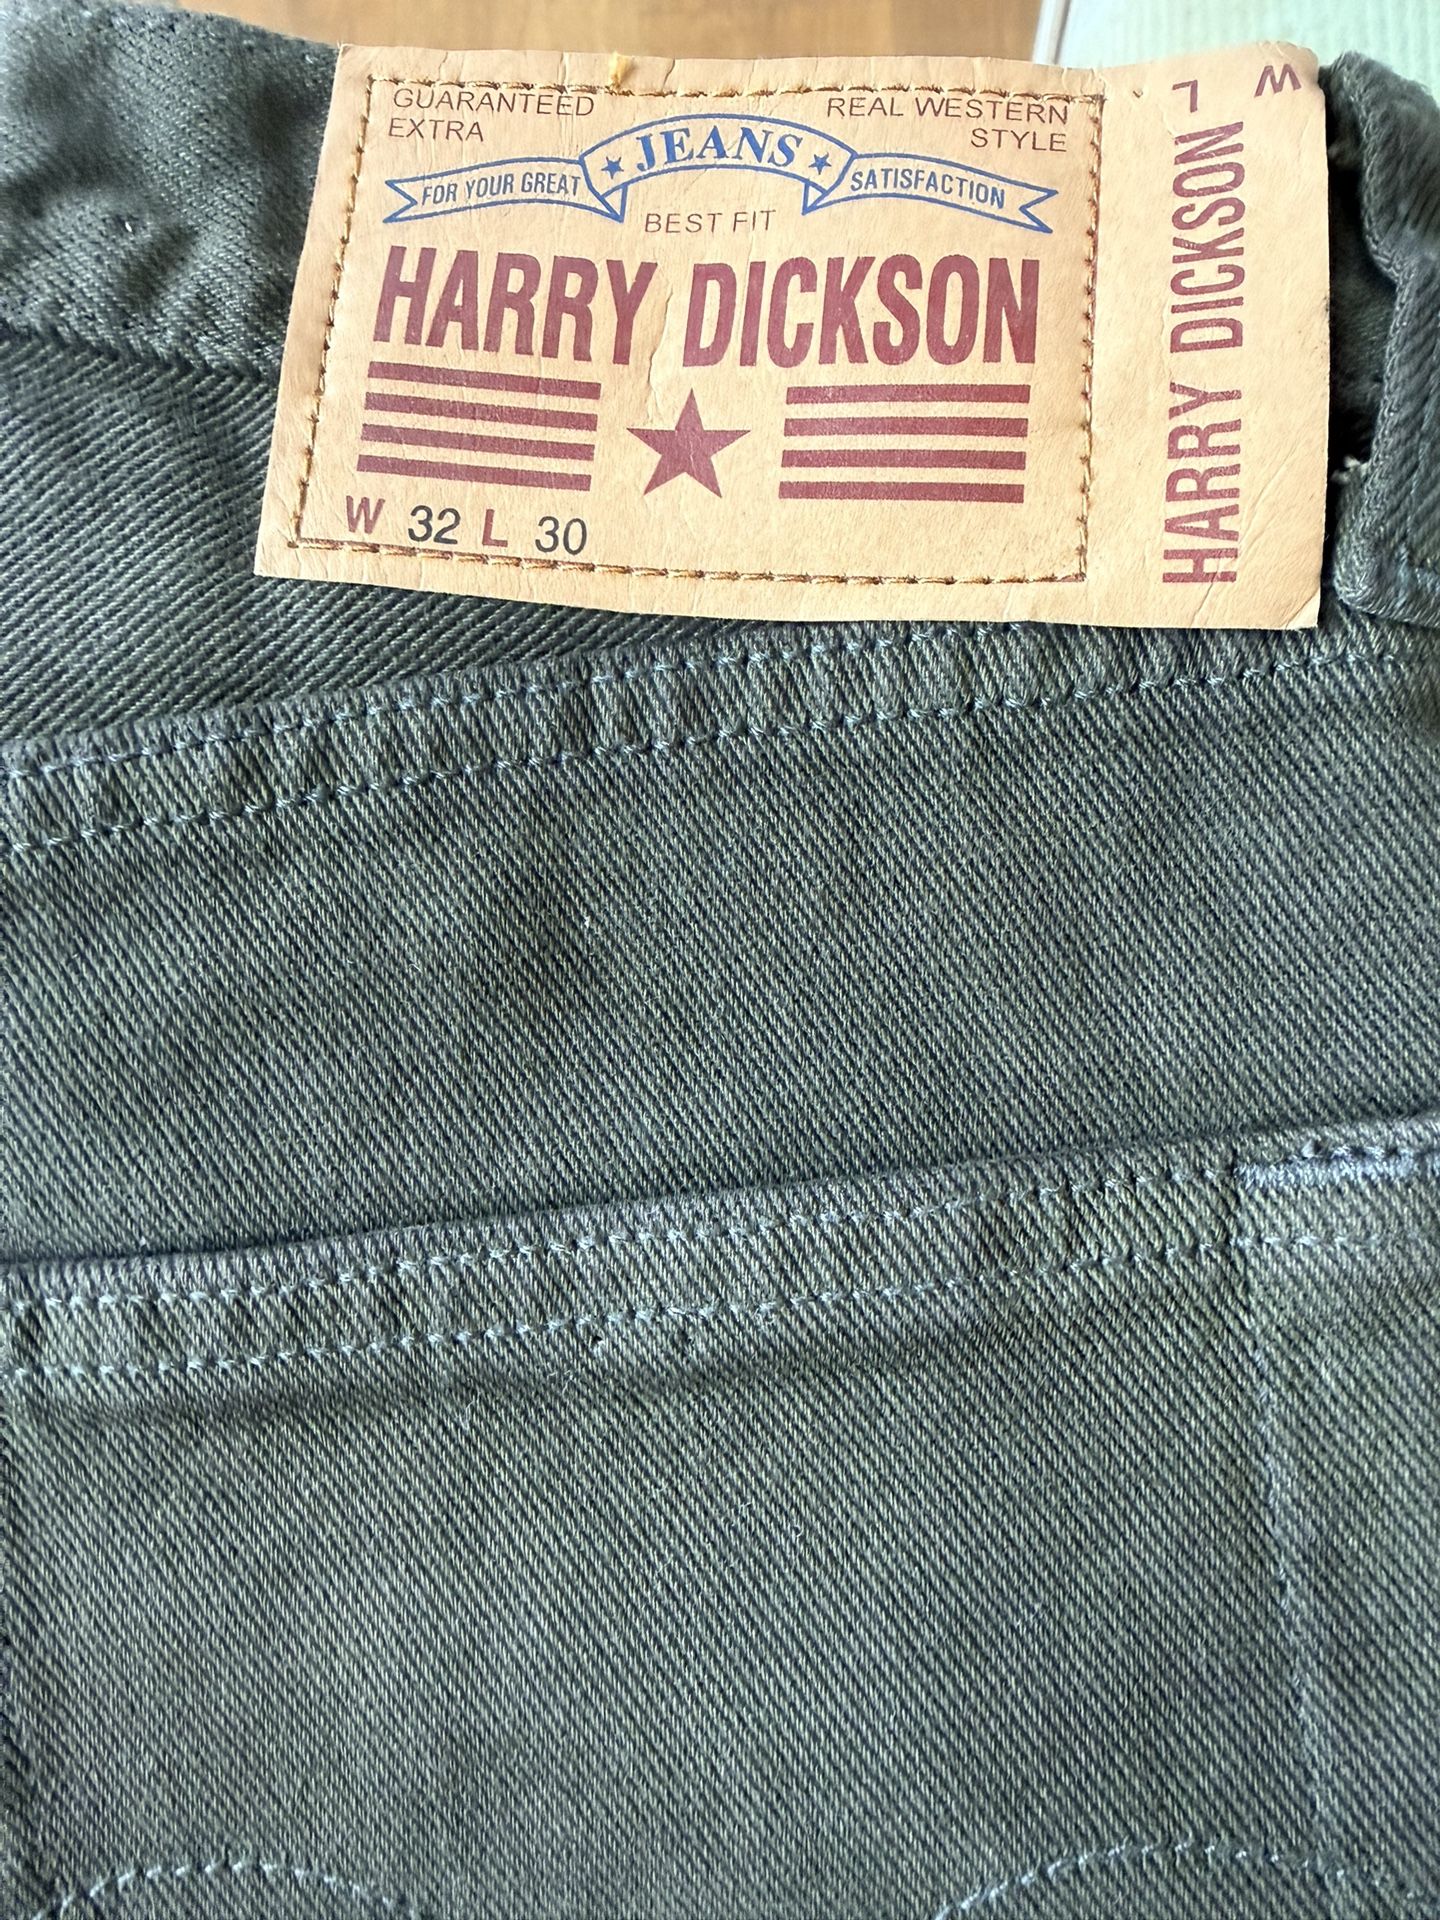 GUARANTEED
EXTRA
REAL WESTERN
STYLE
JEANS
FOR YOUR GREAT
SATISFACTION
BEST FIT
HARRY DICKSON
W 32 L 30
HARRY DICKSON
L
W